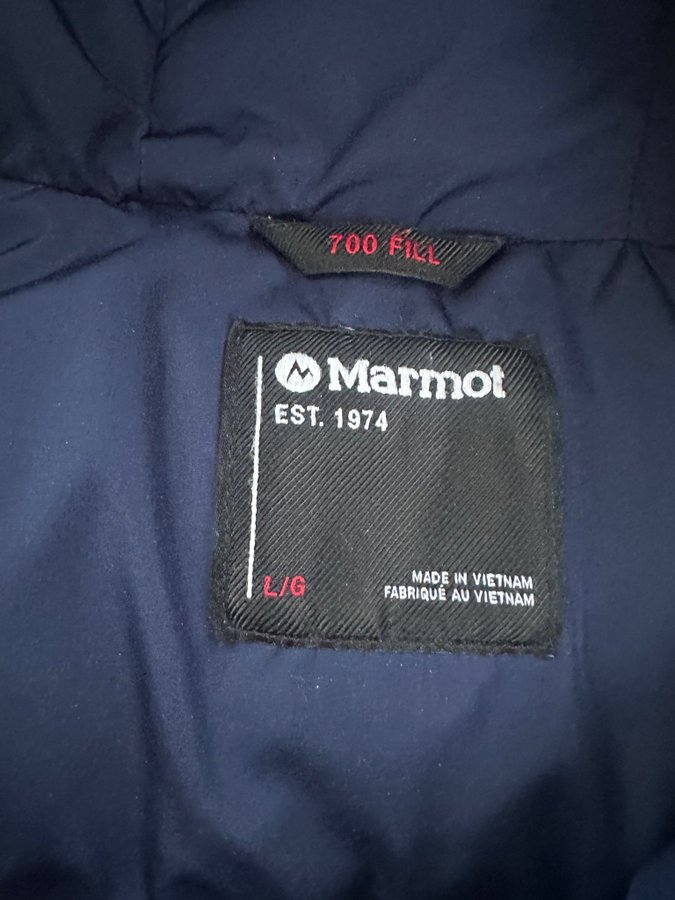 700 FILL
Marmot
EST. 1974
L/G
MADE IN VIETNAM
FABRIQUÉ AU VIETNAM